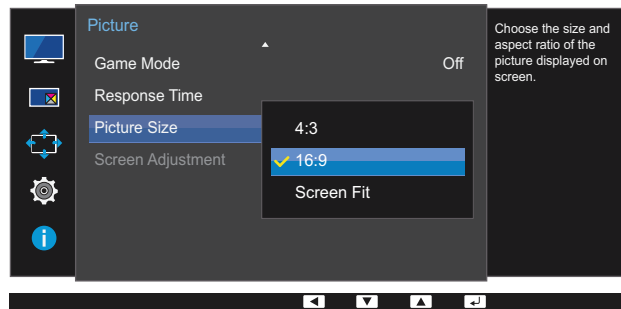 Picture
Game Mode Off
Response Time
Picture Size
Screen Adjustment
4:3
16:9
Screen Fit
Choose the size and
aspect ratio of the
picture displayed on
screen.
i